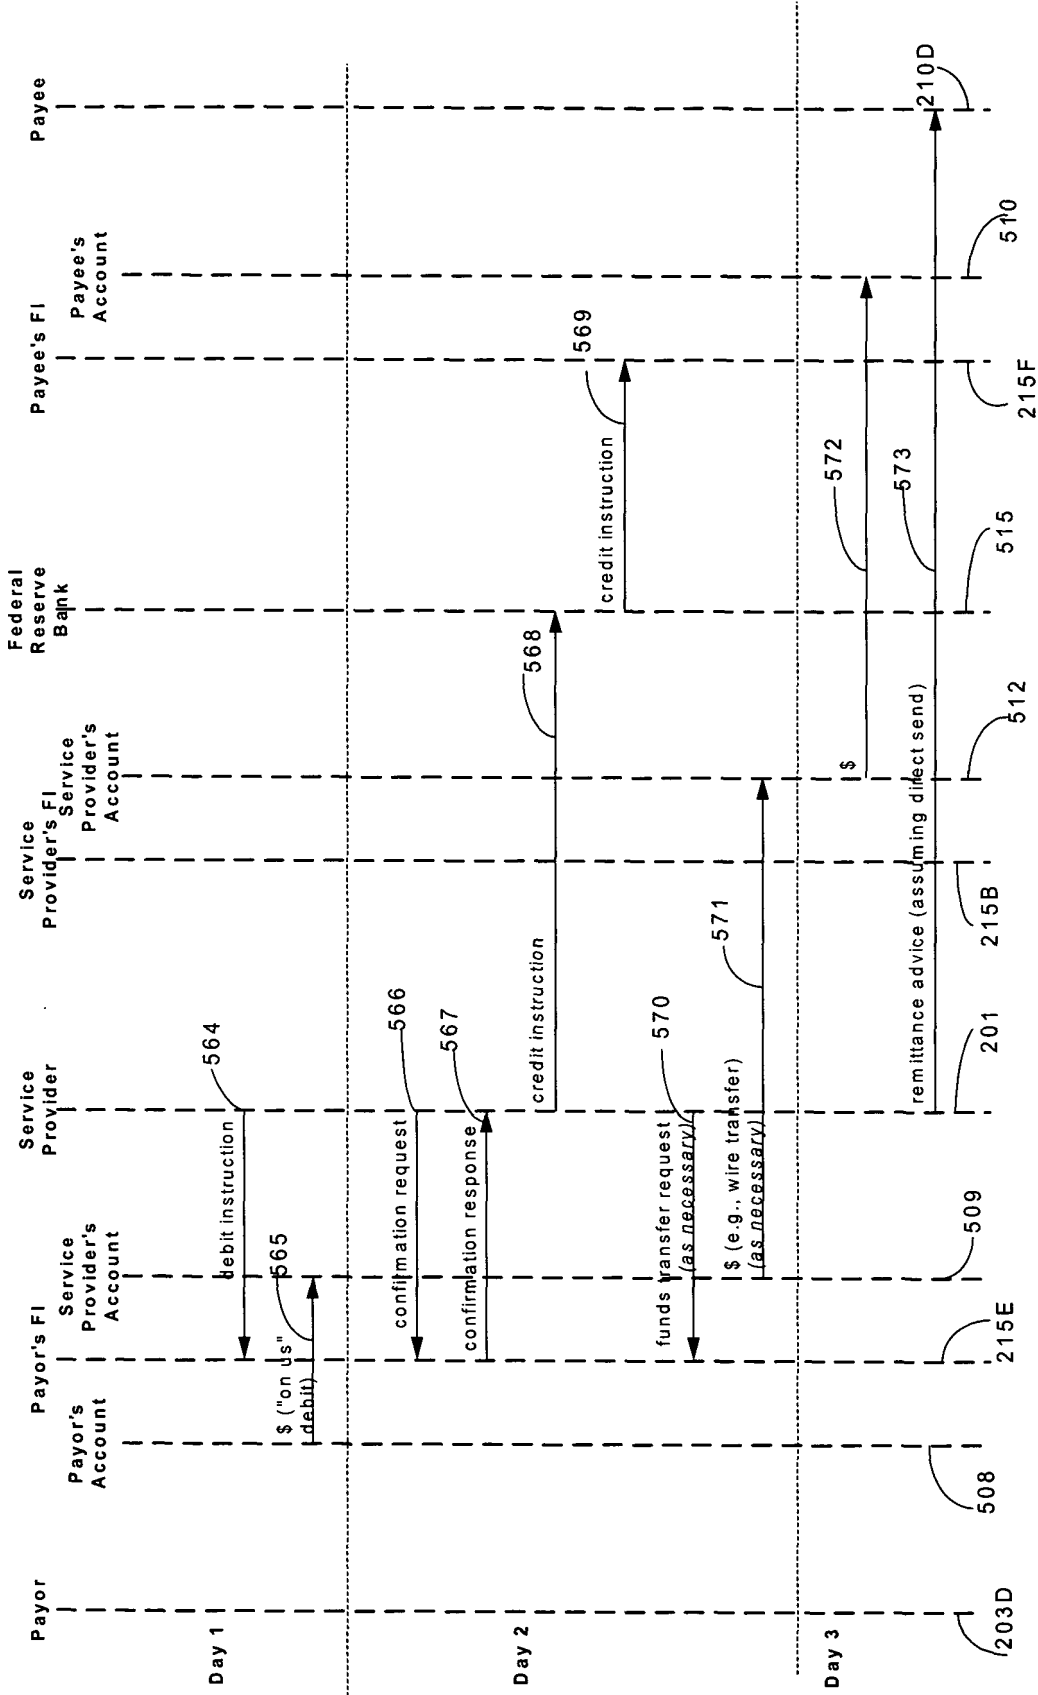 Payor
Payor's
Account
Payor's FI
Service
Provider's
Account
Service
Provider
Service
Provider's FI
Service
Provider's
Account
Federal
Reserve
Bank
Payee's FI
Payee's
Account
Payee
Day 1
debit instruction
564
$ ("on us"
debit)
565
Day 2
confirmation request
566
confirmation response
567
credit instruction
568
credit instruction
569
funds transfer request
(as necessary)
570
$ (e.g., wire transfer)
(as necessary)
571
Day 3
$
572
remittance advice (assuming direct send)
573
203D
508
215E
509
201
215B
512
515
215F
510
210D